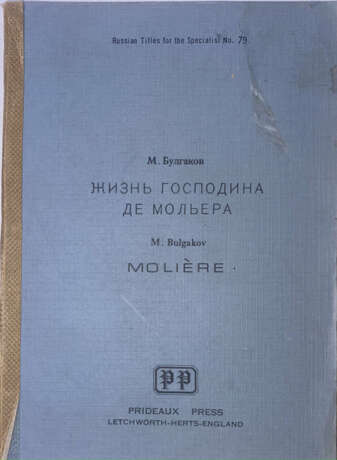 Russian Titles for the Specialist No. 79
М. Булгаков
ЖИЗНЬ ГОСПОДИНА
ДЕ МОЛЬЕРА
M. Bulgakov
MOLIÈRE
PP
PRIDEAUX PRESS
LETCHWORTH-HERTS-ENGLAND